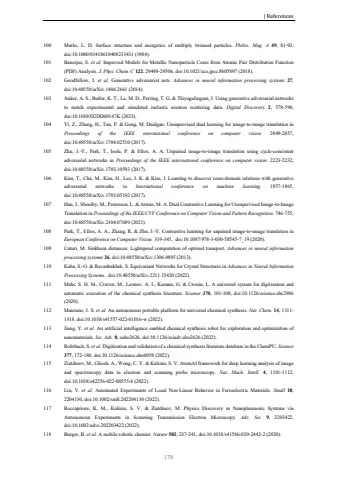 | References
100 Marks, L. D. Surface structure and energetics of multiply twinned particles. Philos. Mag. A 49, 81-93,
doi:10.1080/01418618408233431 (1984).
101 Banerjee, S. et al. Improved Models for Metallic Nanoparticle Cores from Atomic Pair Distribution Function
(PDF) Analysis. J. Phys. Chem. C 122, 29498-29506, doi:10.1021/acs.jpcc.8b05897 (2018).
102 Goodfellow, I. et al. Generative adversarial nets. Advances in neural information processing systems 27,
doi:10.48550/arXiv.1406.2661 (2014).
103 Anker, A. S., Butler, K. T., Le, M. D., Perring, T. G. & Thiyagalingam, J. Using generative adversarial networks
to match experimental and simulated inelastic neutron scattering data. Digital Discovery 2, 578-590,
doi:10.1039/D2DD00147K (2023).
104 Yi, Z., Zhang, H., Tan, P. & Gong, M. Dualgan: Unsupervised dual learning for image-to-image translation in
Proceedings of the IEEE international conference on computer vision. 2849-2857,
doi:10.48550/arXiv.1704.02510 (2017).
105 Zhu, J.-Y., Park, T., Isola, P. & Efros, A. A. Unpaired image-to-image translation using cycle-consistent
adversarial networks in Proceedings of the IEEE international conference on computer vision. 2223-2232,
doi:10.48550/arXiv.1703.10593 (2017).
106 Kim, T., Cha, M., Kim, H., Lee, J. K. & Kim, J. Learning to discover cross-domain relations with generative
adversarial networks in International conference on machine learning. 1857-1865,
doi:10.48550/arXiv.1703.05192 (2017).
107 Han, J., Shoeiby, M., Petersson, L. & Armin, M. A. Dual Contrastive Learning for Unsupervised Image-to-Image
Translation in Proceedings of the IEEE/CVF Conference on Computer Vision and Pattern Recognition. 746-755,
doi:10.48550/arXiv.2104.07689 (2021).
108 Park, T., Efros, A. A., Zhang, R. & Zhu, J.-Y. Contrastive learning for unpaired image-to-image translation in
European Conference on Computer Vision. 319-345, doi:10.1007/978-3-030-58545-7_19 (2020).
109 Cuturi, M. Sinkhorn distances: Lightspeed computation of optimal transport. Advances in neural information
processing systems 26, doi:10.48550/arXiv.1306.0895 (2013).
110 Kaba, S.-O. & Ravanbakhsh, S. Equivariant Networks for Crystal Structures in Advances in Neural Information
Processing Systems. doi:10.48550/arXiv.2211.15420 (2022).
111 Mehr, S. H. M., Craven, M., Leonov, A. I., Keenan, G. & Cronin, L. A universal system for digitization and
automatic execution of the chemical synthesis literature. Science 370, 101-108, doi:10.1126/science.abc2986
(2020).
112 Manzano, J. S. et al. An autonomous portable platform for universal chemical synthesis. Nat. Chem. 14, 1311-
1318, doi:10.1038/s41557-022-01016-w (2022).
113 Jiang, Y. et al. An artificial intelligence enabled chemical synthesis robot for exploration and optimization of
nanomaterials. Sci. Adv. 8, eabo2626, doi:10.1126/sciadv.abo2626 (2022).
114 Rohrbach, S. et al. Digitization and validation of a chemical synthesis literature database in the ChemPU. Science
377, 172-180, doi:10.1126/science.abo0058 (2022).
115 Ziatdinov, M., Ghosh, A., Wong, C. Y. & Kalinin, S. V. AtomAI framework for deep learning analysis of image
and spectroscopy data in electron and scanning probe microscopy. Nat. Mach. Intell. 4, 1101-1112,
doi:10.1038/s42256-022-00555-8 (2022).
116 Liu, Y. et al. Automated Experiments of Local Non-Linear Behavior in Ferroelectric Materials. Small 18,
2204130, doi:10.1002/smll.202204130 (2022).
117 Roccapriore, K. M., Kalinin, S. V. & Ziatdinov, M. Physics Discovery in Nanoplasmonic Systems via
Autonomous Experiments in Scanning Transmission Electron Microscopy. Adv. Sci. 9, 2203422,
doi:10.1002/advs.202203422 (2022).
118 Burger, B. et al. A mobile robotic chemist. Nature 583, 237-241, doi:10.1038/s41586-020-2442-2 (2020).